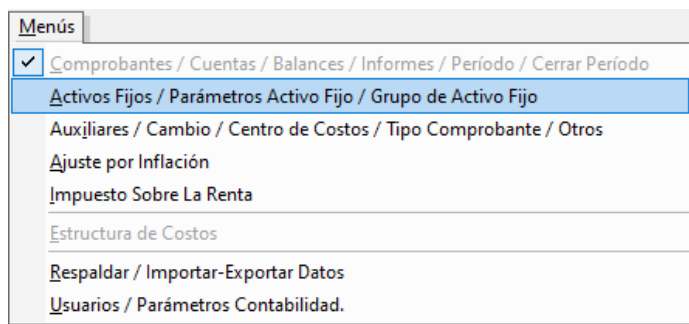 Menús
Comprobantes / Cuentas / Balances / Informes / Período / Cerrar Período
Activos Fijos / Parámetros Activo Fijo / Grupo de Activo Fijo
Auxiliares / Cambio / Centro de Costos / Tipo Comprobante / Otros
Ajuste por Inflación
Impuesto Sobre La Renta
Estructura de Costos
Respaldar / Importar-Exportar Datos
Usuarios / Parámetros Contabilidad.